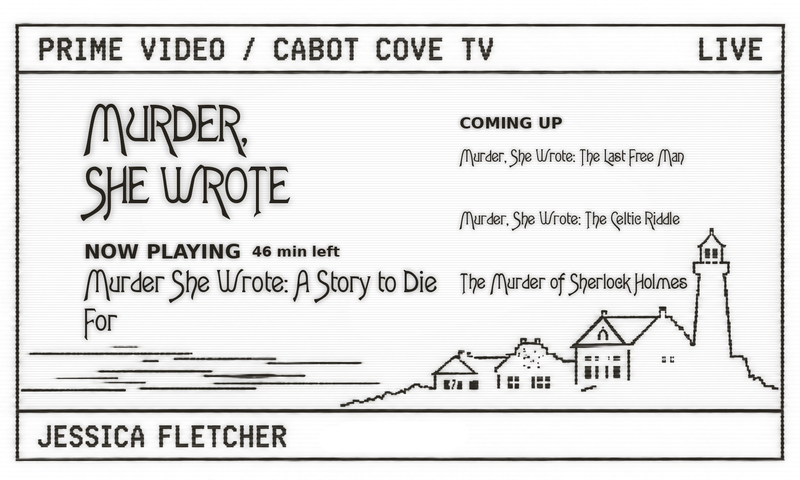 PRIME VIDEO / CABOT COVE TV
LIVE
MURDER,
SHE WROTE
NOW PLAYING 46 min left
Murder She Wrote: A Story to Die
For
COMING UP
Murder, She Wrote: The Last Free Man
Murder, She Wrote: The Celtic Riddle
The Murder of Sherlock Holmes
JESSICA FLETCHER